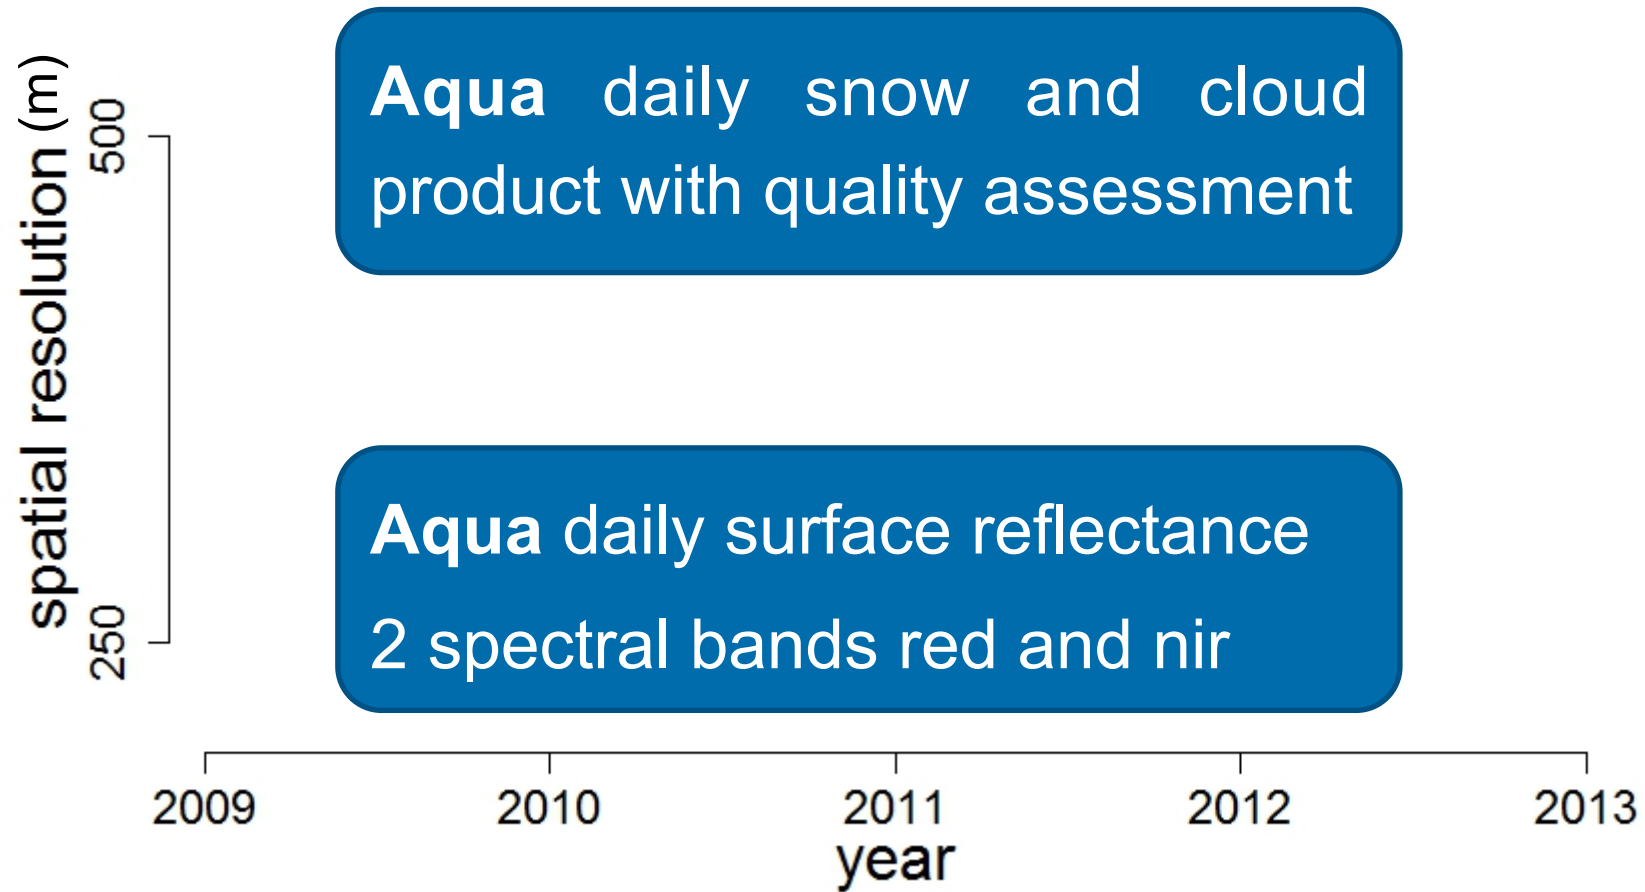 spatial resolution (m)
500
250
Aqua daily snow and cloud
product with quality assessment
Aqua daily surface reflectance
2 spectral bands red and nir
2009 2010 2011 2012 2013
year